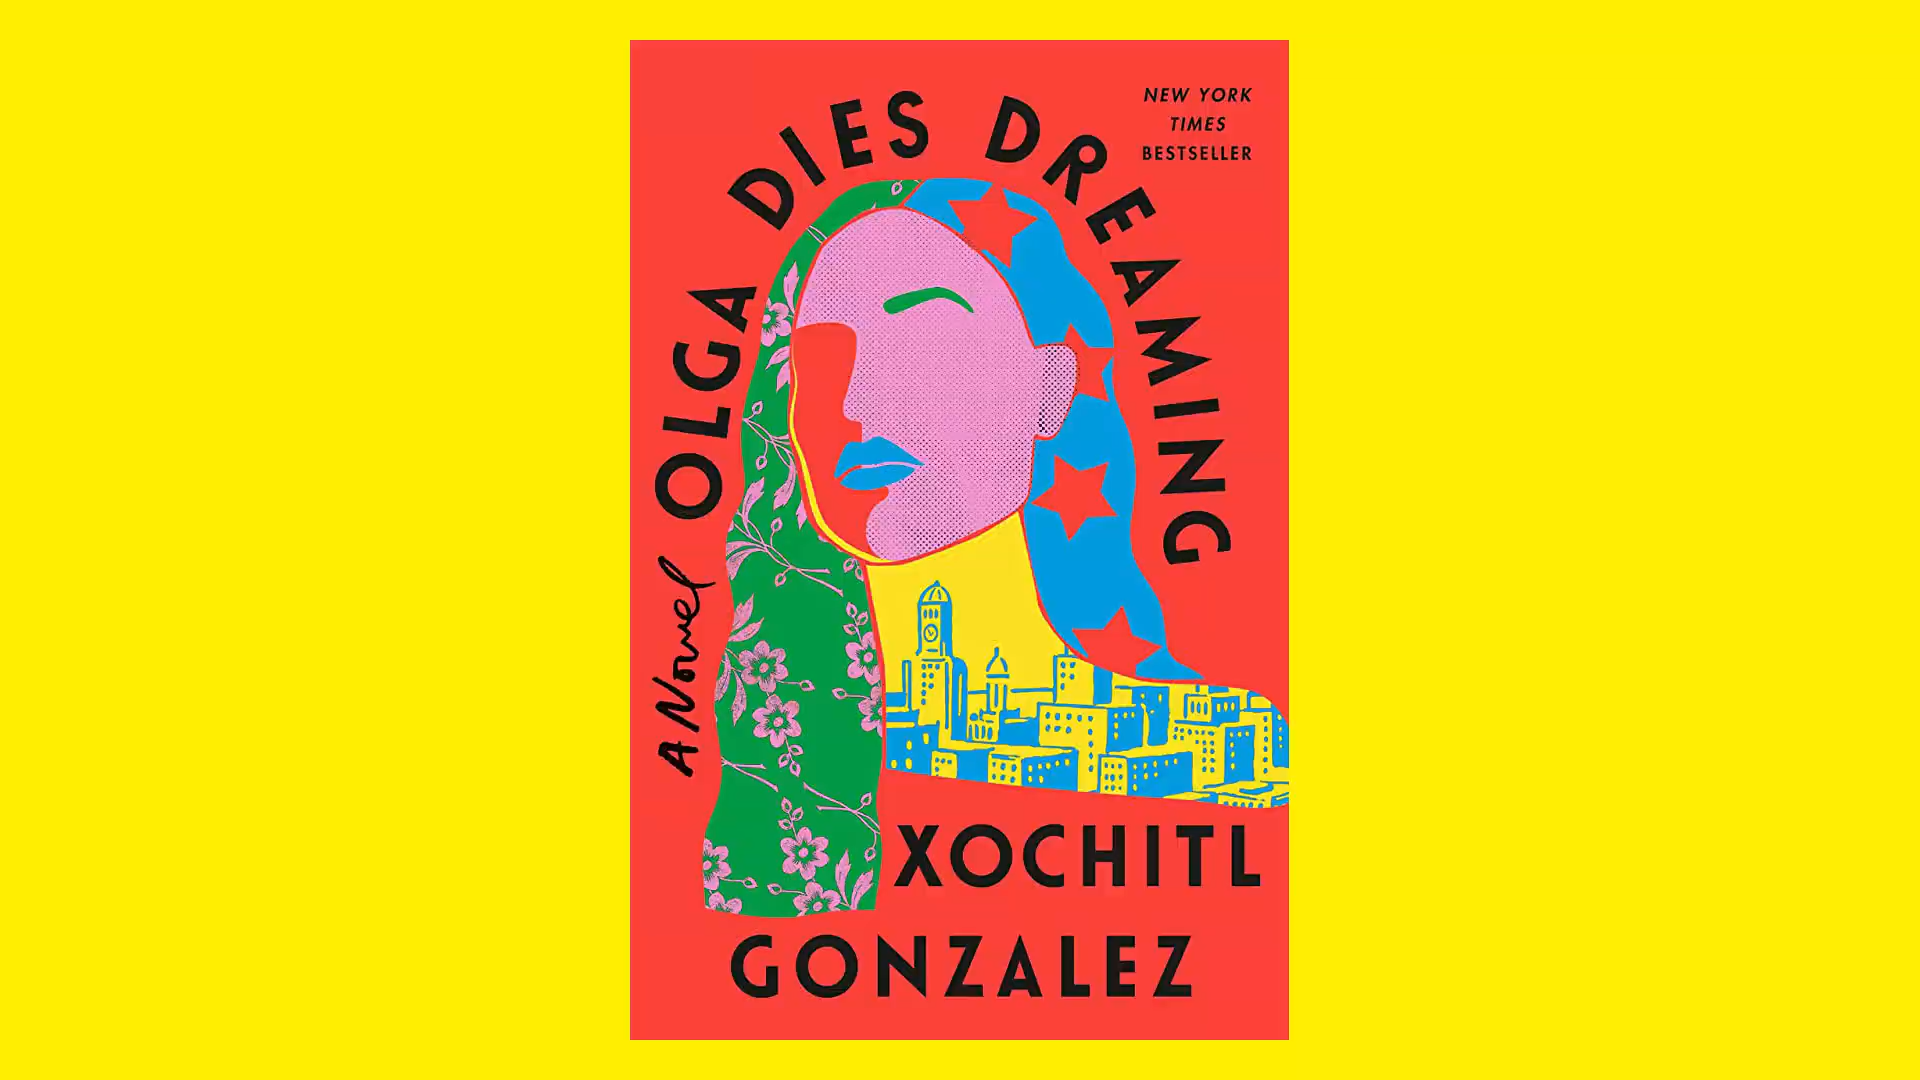 NEW YORK
TIMES
BESTSELLER
A Novel
OLGA DIES DREAMING
XOCHITL
GONZALEZ